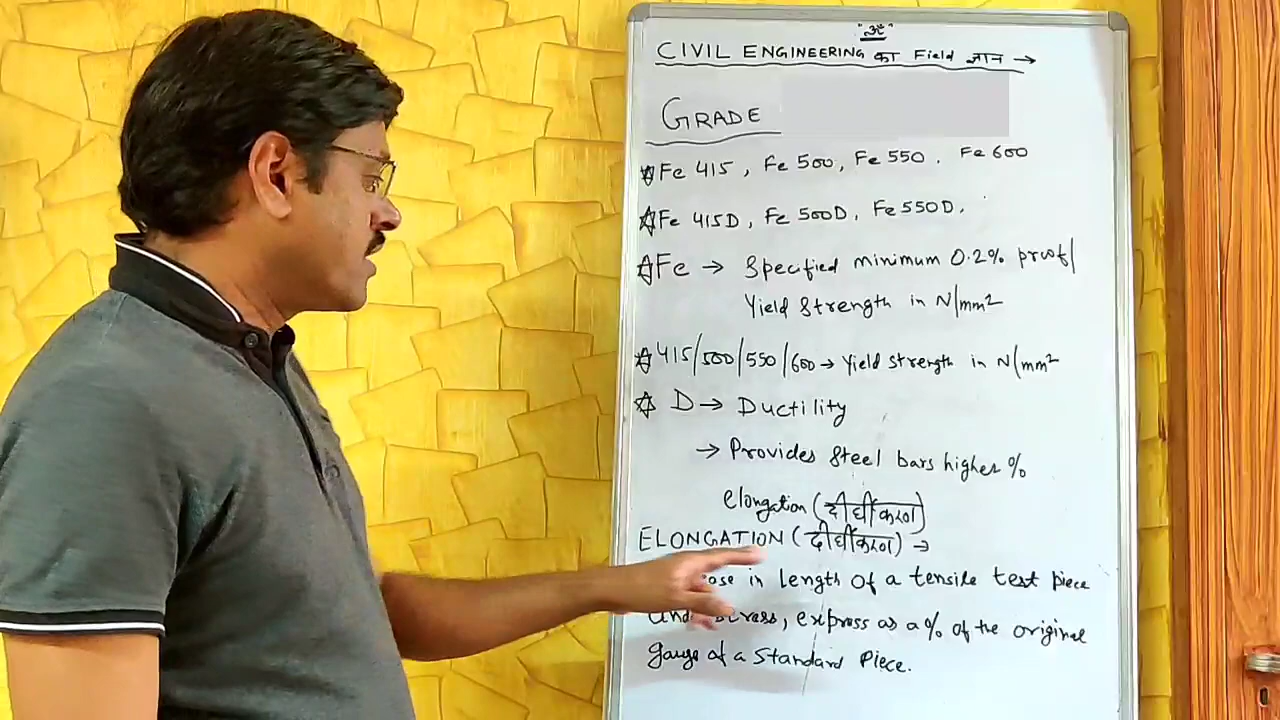 "ॐ"
CIVIL ENGINEERING का Field ज्ञान →
GRADE
Fe 415, Fe 500, Fe 550, Fe 600
Fe 415D, Fe 500D, Fe 550D,
Fe → Specified minimum 0.2% proof/
Yield Strength in N/mm²
415/500/550/600 → Yield strength in N/mm²
D → Ductility
→ Provides steel bars higher %
elongation (दीर्घीकरण)
ELONGATION (दीर्घीकरण) →
in length of a tensile test piece
stress, express as a % of the original
gauge of a standard piece.